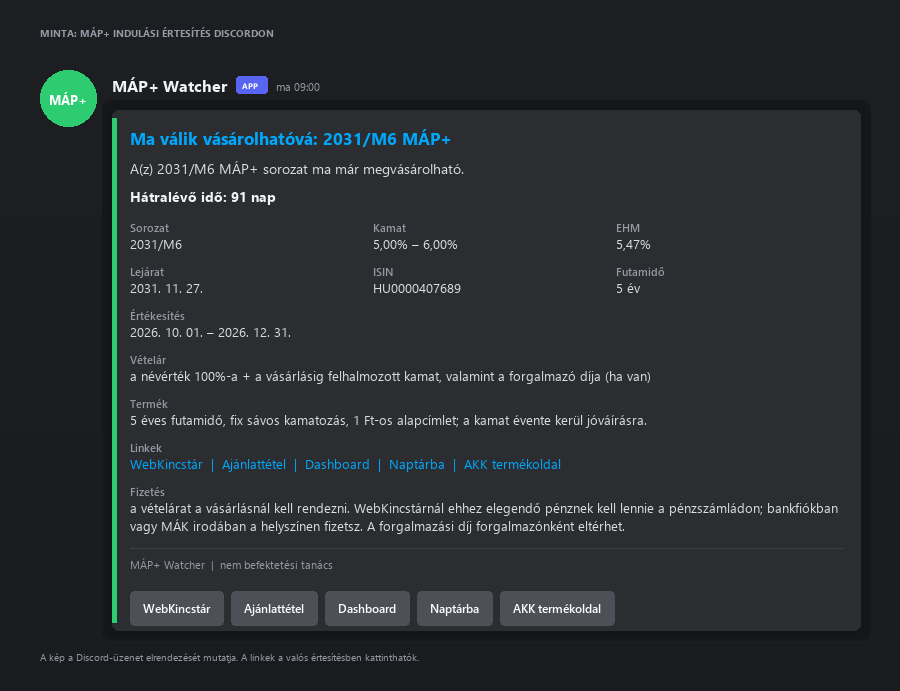 MINTA: MÁP+ INDULÁSI ÉRTESÍTÉS DISCORDON
MÁP+
MÁP+ Watcher APP ma 09:00
Ma válik vásárolhatóvá: 2031/M6 MÁP+
A(z) 2031/M6 MÁP+ sorozat ma már megvásárolható.
Hátralévő idő: 91 nap
Sorozat Kamat EHM
2031/M6 5,00% – 6,00% 5,47%
Lejárat ISIN Futamidő
2031. 11. 27. HU0000407689 5 év
Értékesítés
2026. 10. 01. – 2026. 12. 31.
Vételár
a névérték 100%-a + a vásárlásig felhalmozott kamat, valamint a forgalmazó díja (ha van)
Termék
5 éves futamidő, fix sávos kamatozás, 1 Ft-os alapcímlet; a kamat évente kerül jóváírásra.
Linkek
WebKincstár | Ajánlattétel | Dashboard | Naptárba | AKK termékoldal
Fizetés
a vételárat a vásárlásnál kell rendezni. WebKincstárnál ehhez elegendő pénznek kell lennie a pénzszámládon; bankfiókban
vagy MÁK irodában a helyszínen fizetsz. A forgalmazási díj forgalmazónként eltérhet.
MÁP+ Watcher | nem befektetési tanács
WebKincstár Ajánlattétel Dashboard Naptárba AKK termékoldal
A kép a Discord-üzenet elrendezését mutatja. A linkek a valós értesítésben kattinthatók.